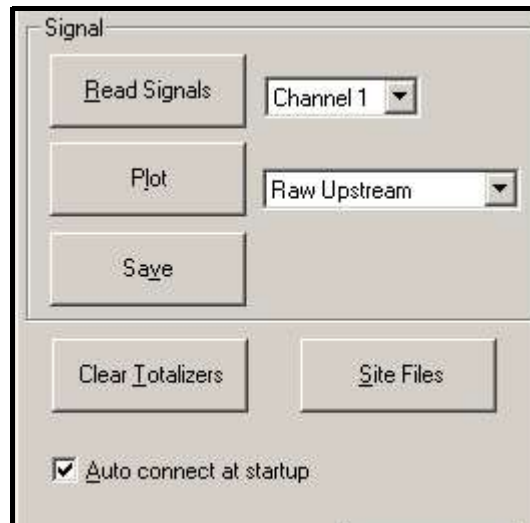 Signal
Read Signals
Channel 1
Plot
Raw Upstream
Save
Clear Totalizers
Site Files
Auto connect at startup